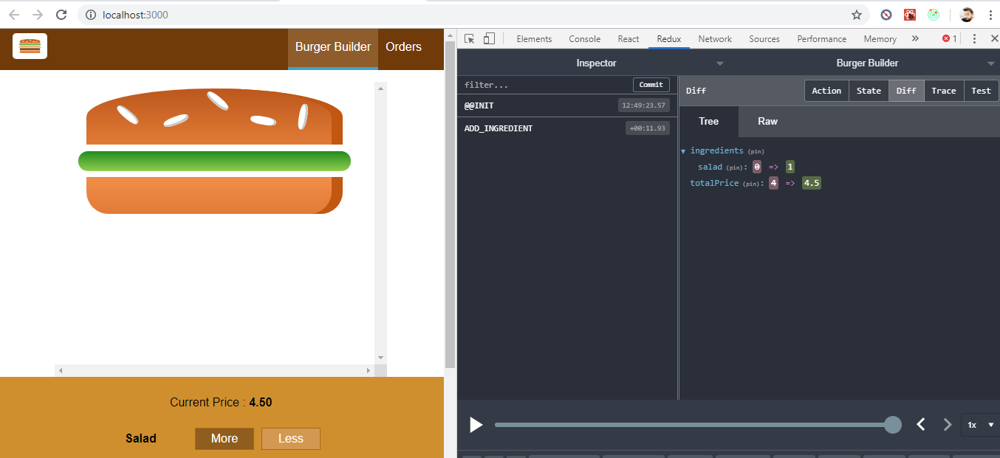 localhost:3000
Burger Builder Orders
Current Price : 4.50
Salad More Less
Elements Console React Redux Network Sources Performance Memory » 1
Inspector Burger Builder
filter... Commit
@@INIT 12:49:23.57
ADD_INGREDIENT +00:11.93
Diff Action State Diff Trace Test
Tree Raw
ingredients (pin)
salad (pin): 0 => 1
totalPrice (pin): 4 => 4.5
1x